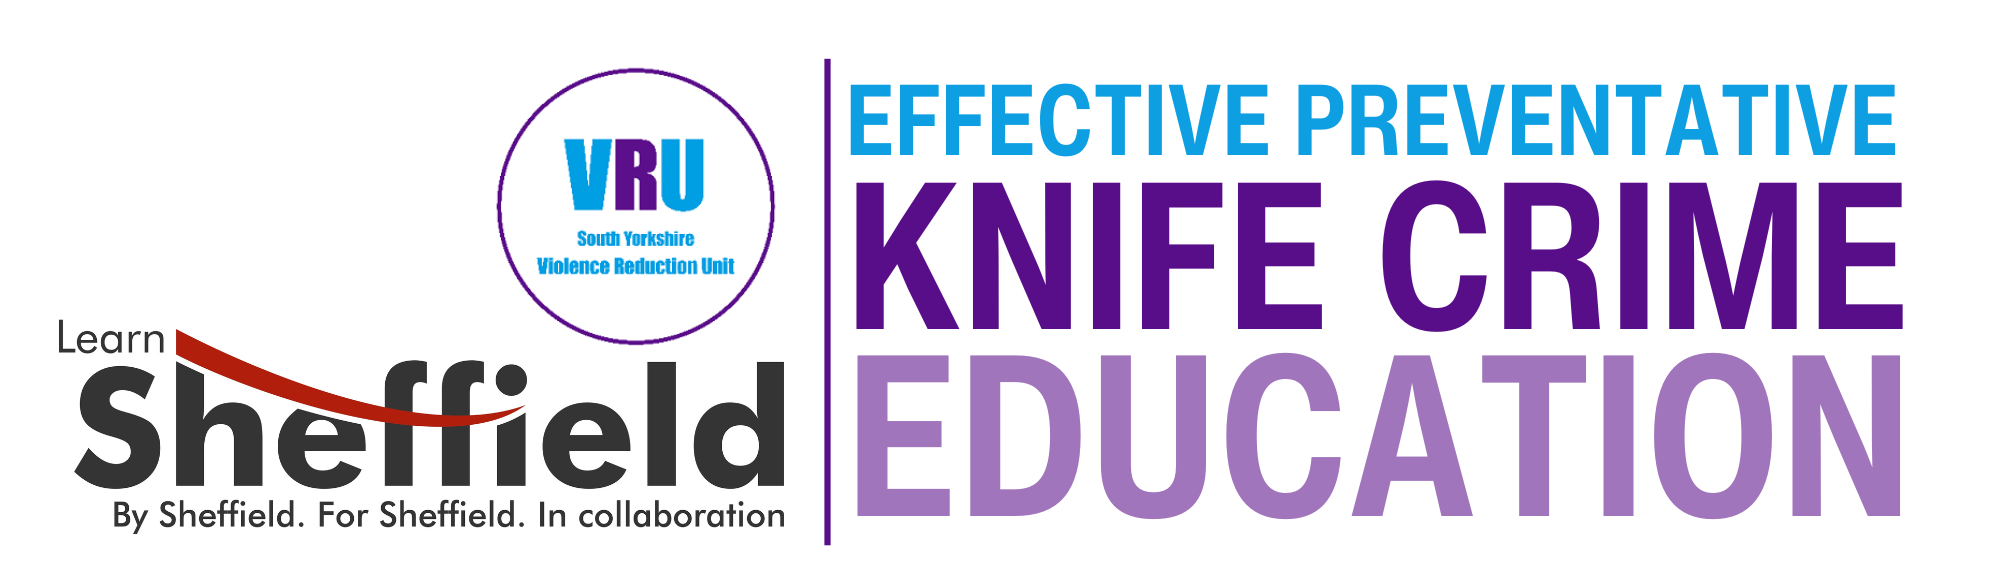 VRU
South Yorkshire
Violence Reduction Unit
Learn
Sheffield
By Sheffield. For Sheffield. In collaboration
EFFECTIVE PREVENTATIVE
KNIFE CRIME
EDUCATION